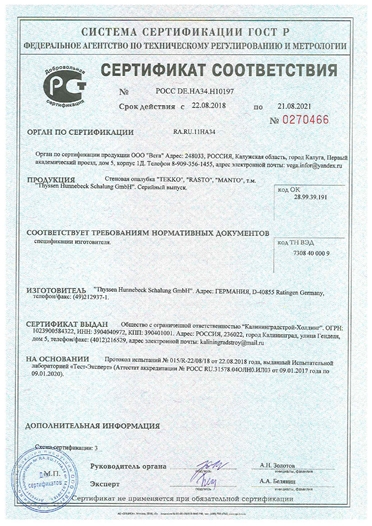 СИСТЕМА СЕРТИФИКАЦИИ ГОСТ Р
ФЕДЕРАЛЬНОЕ АГЕНТСТВО ПО ТЕХНИЧЕСКОМУ РЕГУЛИРОВАНИЮ И МЕТРОЛОГИИ
Добровольная
сертификация
СЕРТИФИКАТ СООТВЕТСТВИЯ
№ РОСС DE.НА34.Н10197
Срок действия с 22.08.2018 по 21.08.2021
№ 0270466
ОРГАН ПО СЕРТИФИКАЦИИ RA.RU.11НА34
Орган по сертификации продукции ООО "Вега" Адрес: 248033, РОССИЯ, Калужская область, город Калуга, Первый
академический проезд, дом 5, корпус 1Д. Телефон 8-909-356-1455, адрес электронной почты: vega.infor@yandex.ru
ПРОДУКЦИЯ Стеновая опалубка "TEKKO", "RASTO", "MANTO", т.м.
"Thyssen Hunnebeck Schalung GmbH". Серийный выпуск.
код ОК
28.99.39.191
СООТВЕТСТВУЕТ ТРЕБОВАНИЯМ НОРМАТИВНЫХ ДОКУМЕНТОВ
спецификация изготовителя.
код ТН ВЭД
7308 40 000 9
ИЗГОТОВИТЕЛЬ "Thyssen Hunnebeck Schalung GmbH". Адрес: ГЕРМАНИЯ, D-40855 Ratingen Germany,
телефон/факс: (49)212937-1.
СЕРТИФИКАТ ВЫДАН Общество с ограниченной ответственностью "Калининградстрой-Холдинг". ОГРН:
1023900584322, ИНН: 3904040972, КПП: 390401001. Адрес: РОССИЯ, 236022, город Калининград, улица Гендели,
дом 5, телефон/факс: (4012)216529, адрес электронной почты: kaliningradstroy@mail.ru
НА ОСНОВАНИИ Протокол испытаний № 015/R-22/08/18 от 22.08.2018 года, выданный Испытательной
лабораторией «Тест-Эксперт» (Аттестат аккредитации № РОСС RU.31578.04ОЛН0.ИЛ03 от 09.01.2017 года по
09.01.2020).
ДОПОЛНИТЕЛЬНАЯ ИНФОРМАЦИЯ
Схема сертификации: 3
Руководитель органа А.Н. Золотов
М.П.
Для
сертификатов
Эксперт
Сертификат не применяется при обязательной сертификации